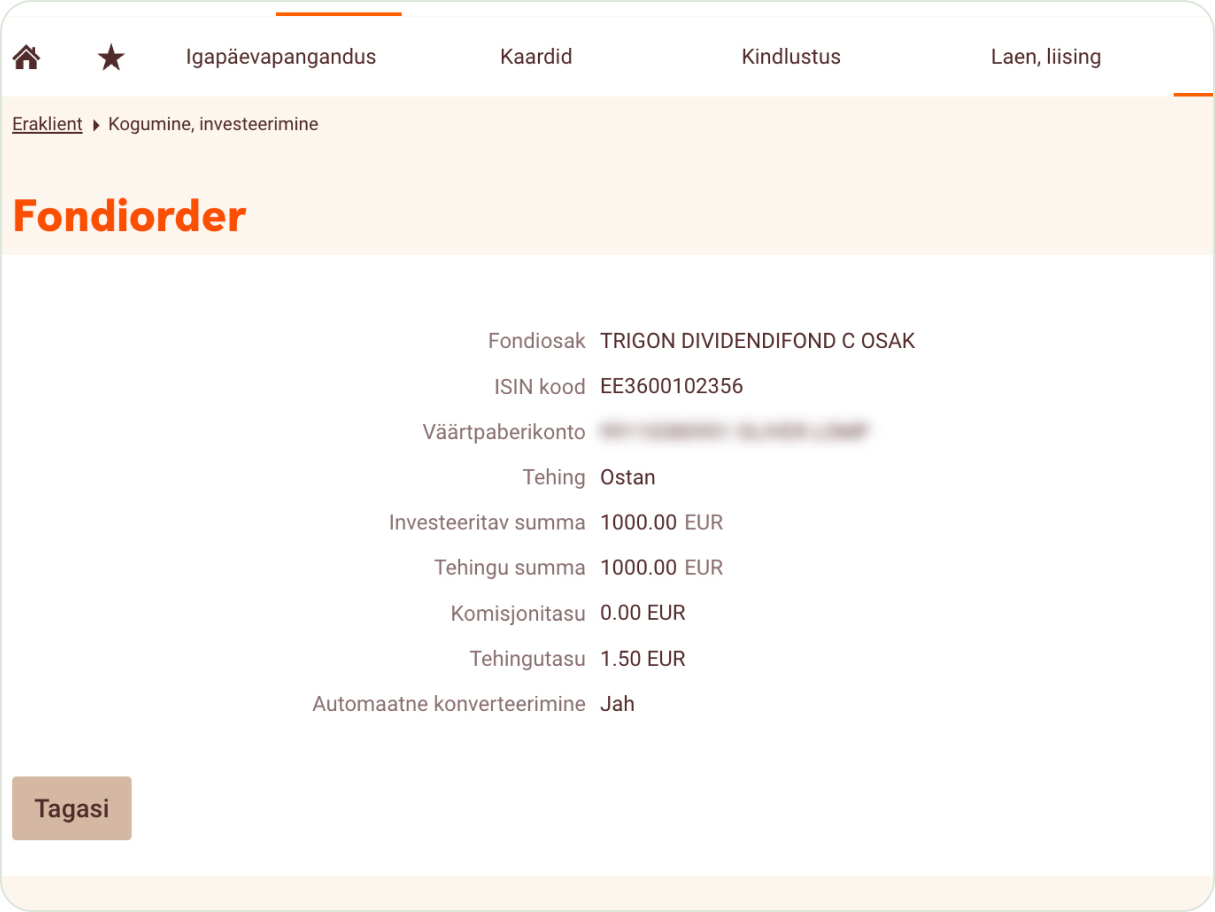 Igapäevapangandus Kaardid Kindlustus Laen, liising
Eraklient Kogumine, investeerimine
Fondiorder
Fondiosak TRIGON DIVIDENDIFOND C OSAK
ISIN kood EE3600102356
Väärtpaberikonto
Tehing Ostan
Investeeritav summa 1000.00 EUR
Tehingu summa 1000.00 EUR
Komisjonitasu 0.00 EUR
Tehingutasu 1.50 EUR
Automaatne konverteerimine Jah
Tagasi